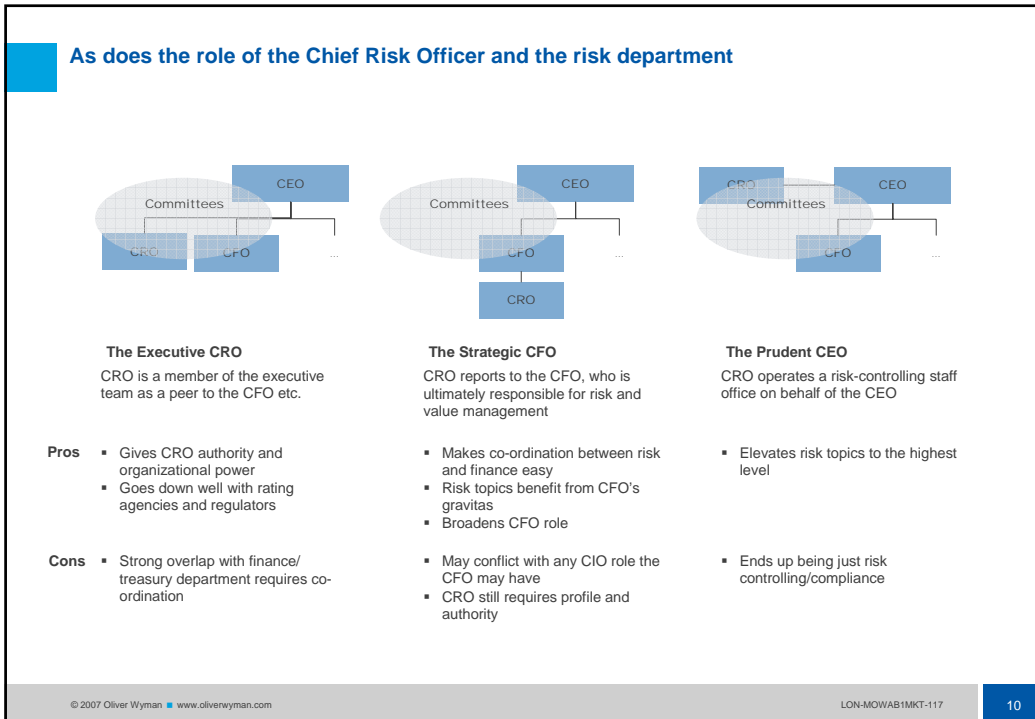 As does the role of the Chief Risk Officer and the risk department
CEO
Committees
CRO
CFO
...
CEO
Committees
CFO
...
CRO
CRO
CEO
Committees
CFO
...
The Executive CRO
CRO is a member of the executive
team as a peer to the CFO etc.
The Strategic CFO
CRO reports to the CFO, who is
ultimately responsible for risk and
value management
The Prudent CEO
CRO operates a risk-controlling staff
office on behalf of the CEO
Pros
▪ Gives CRO authority and
organizational power
▪ Goes down well with rating
agencies and regulators
▪ Makes co-ordination between risk
and finance easy
▪ Risk topics benefit from CFO's
gravitas
▪ Broadens CFO role
▪ Elevates risk topics to the highest
level
Cons
▪ Strong overlap with finance/
treasury department requires co-
ordination
▪ May conflict with any CIO role the
CFO may have
▪ CRO still requires profile and
authority
▪ Ends up being just risk
controlling/compliance
© 2007 Oliver Wyman ■ www.oliverwyman.com
LON-MOWAB1MKT-117
10